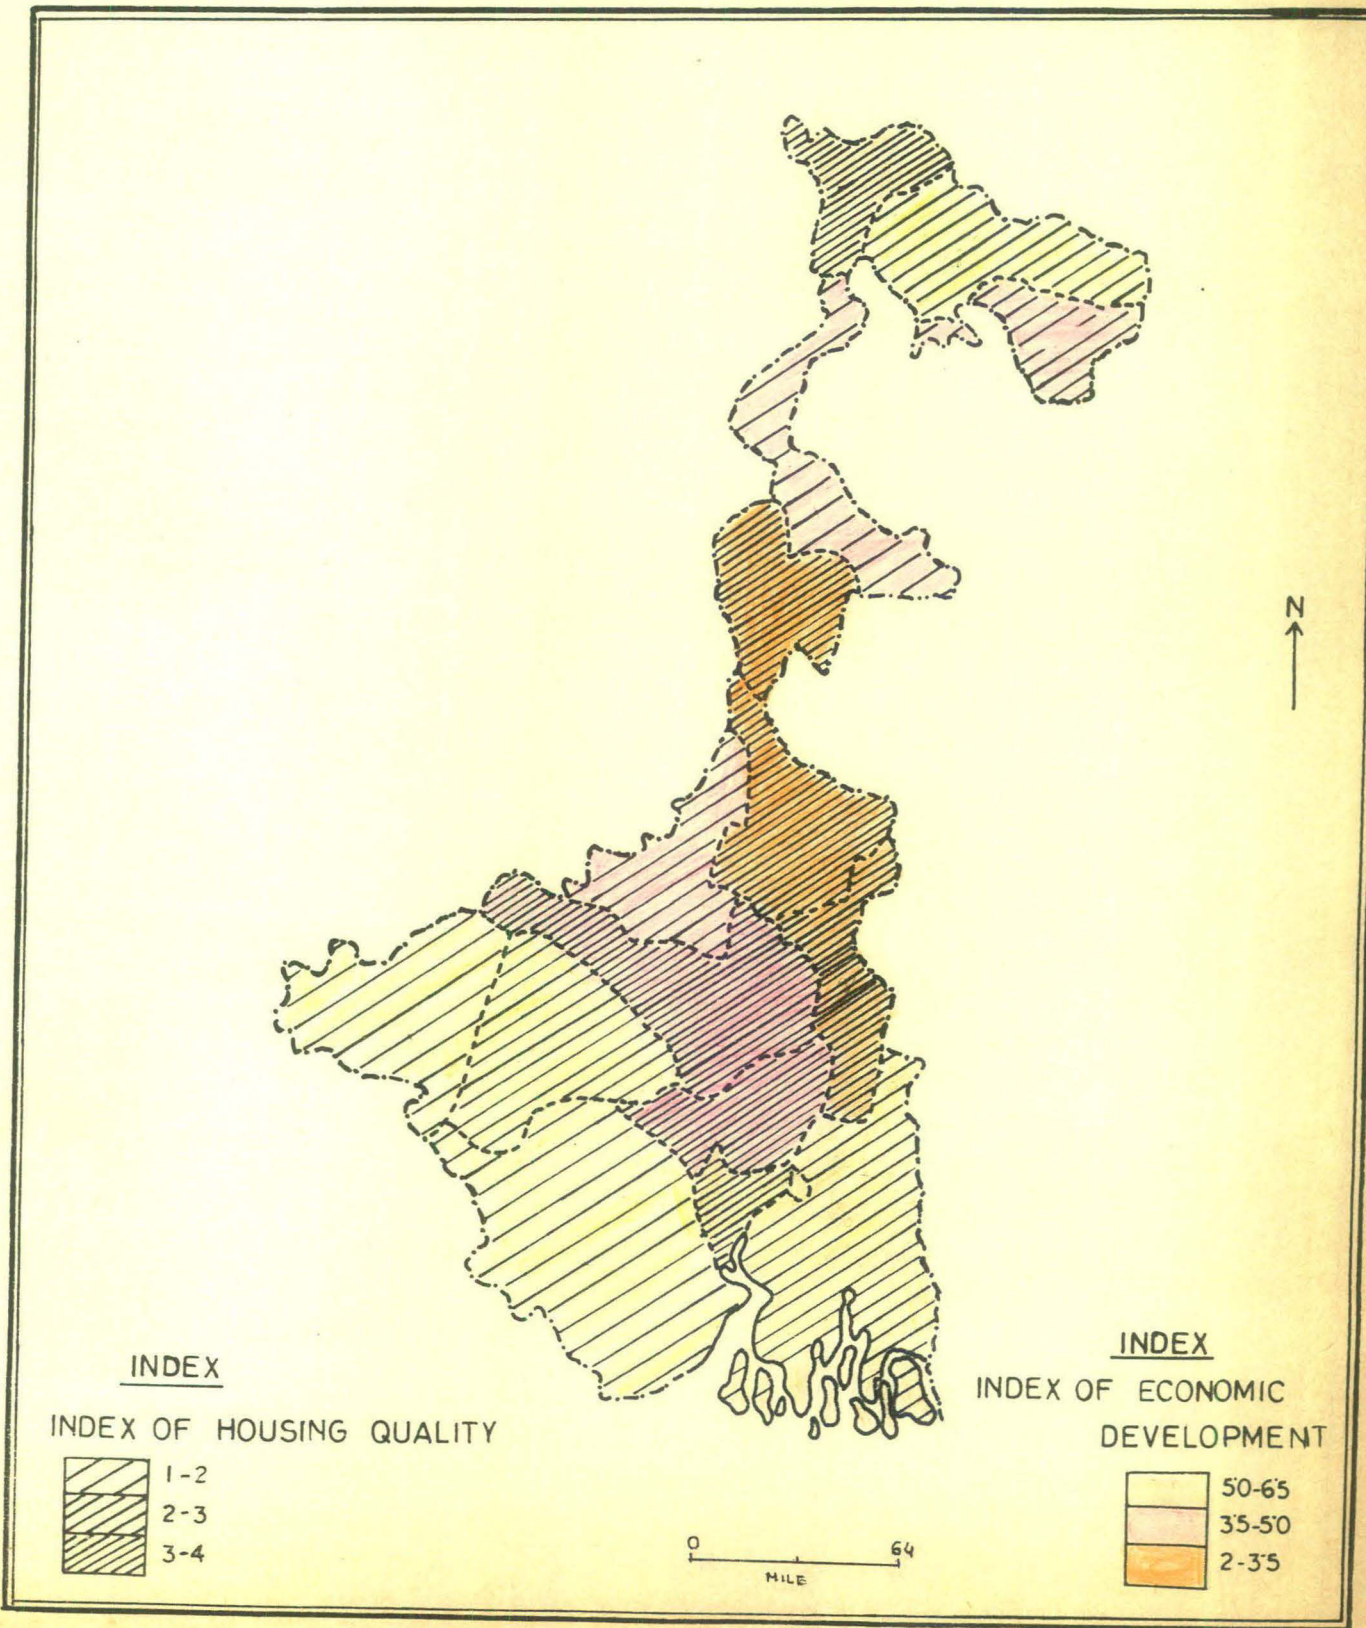 N
INDEX
INDEX OF HOUSING QUALITY
1-2
2-3
3-4
0 64
MILE
INDEX
INDEX OF ECONOMIC
DEVELOPMENT
5·0-6·5
3·5-5·0
2-3·5